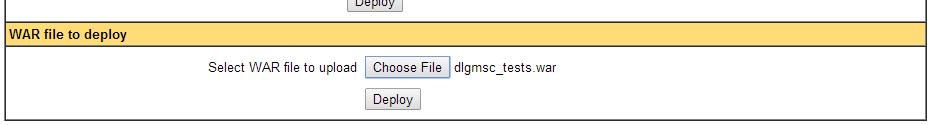 Deploy
WAR file to deploy
Select WAR file to upload Choose File dlgmsc_tests.war
Deploy